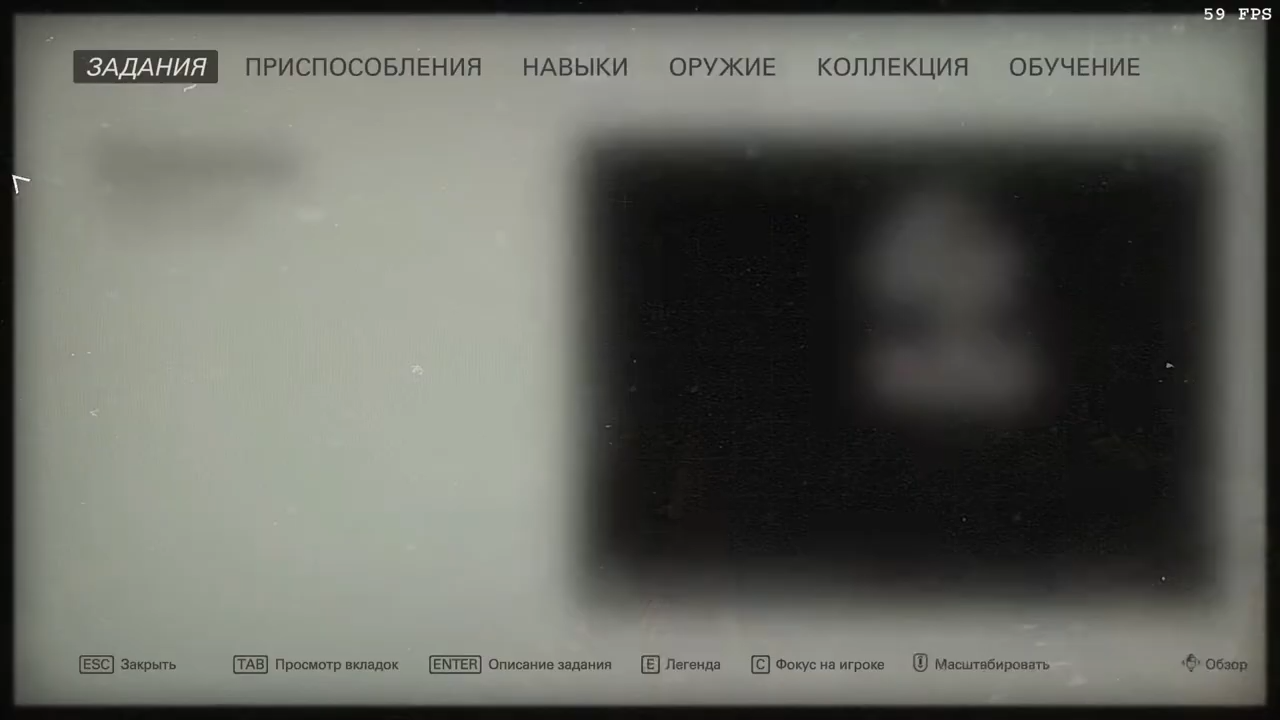 59 FPS
ЗАДАНИЯ ПРИСПОСОБЛЕНИЯ НАВЫКИ ОРУЖИЕ КОЛЛЕКЦИЯ ОБУЧЕНИЕ
ESC Закрыть TAB Просмотр вкладок ENTER Описание задания E Легенда C Фокус на игроке Масштабировать Обзор